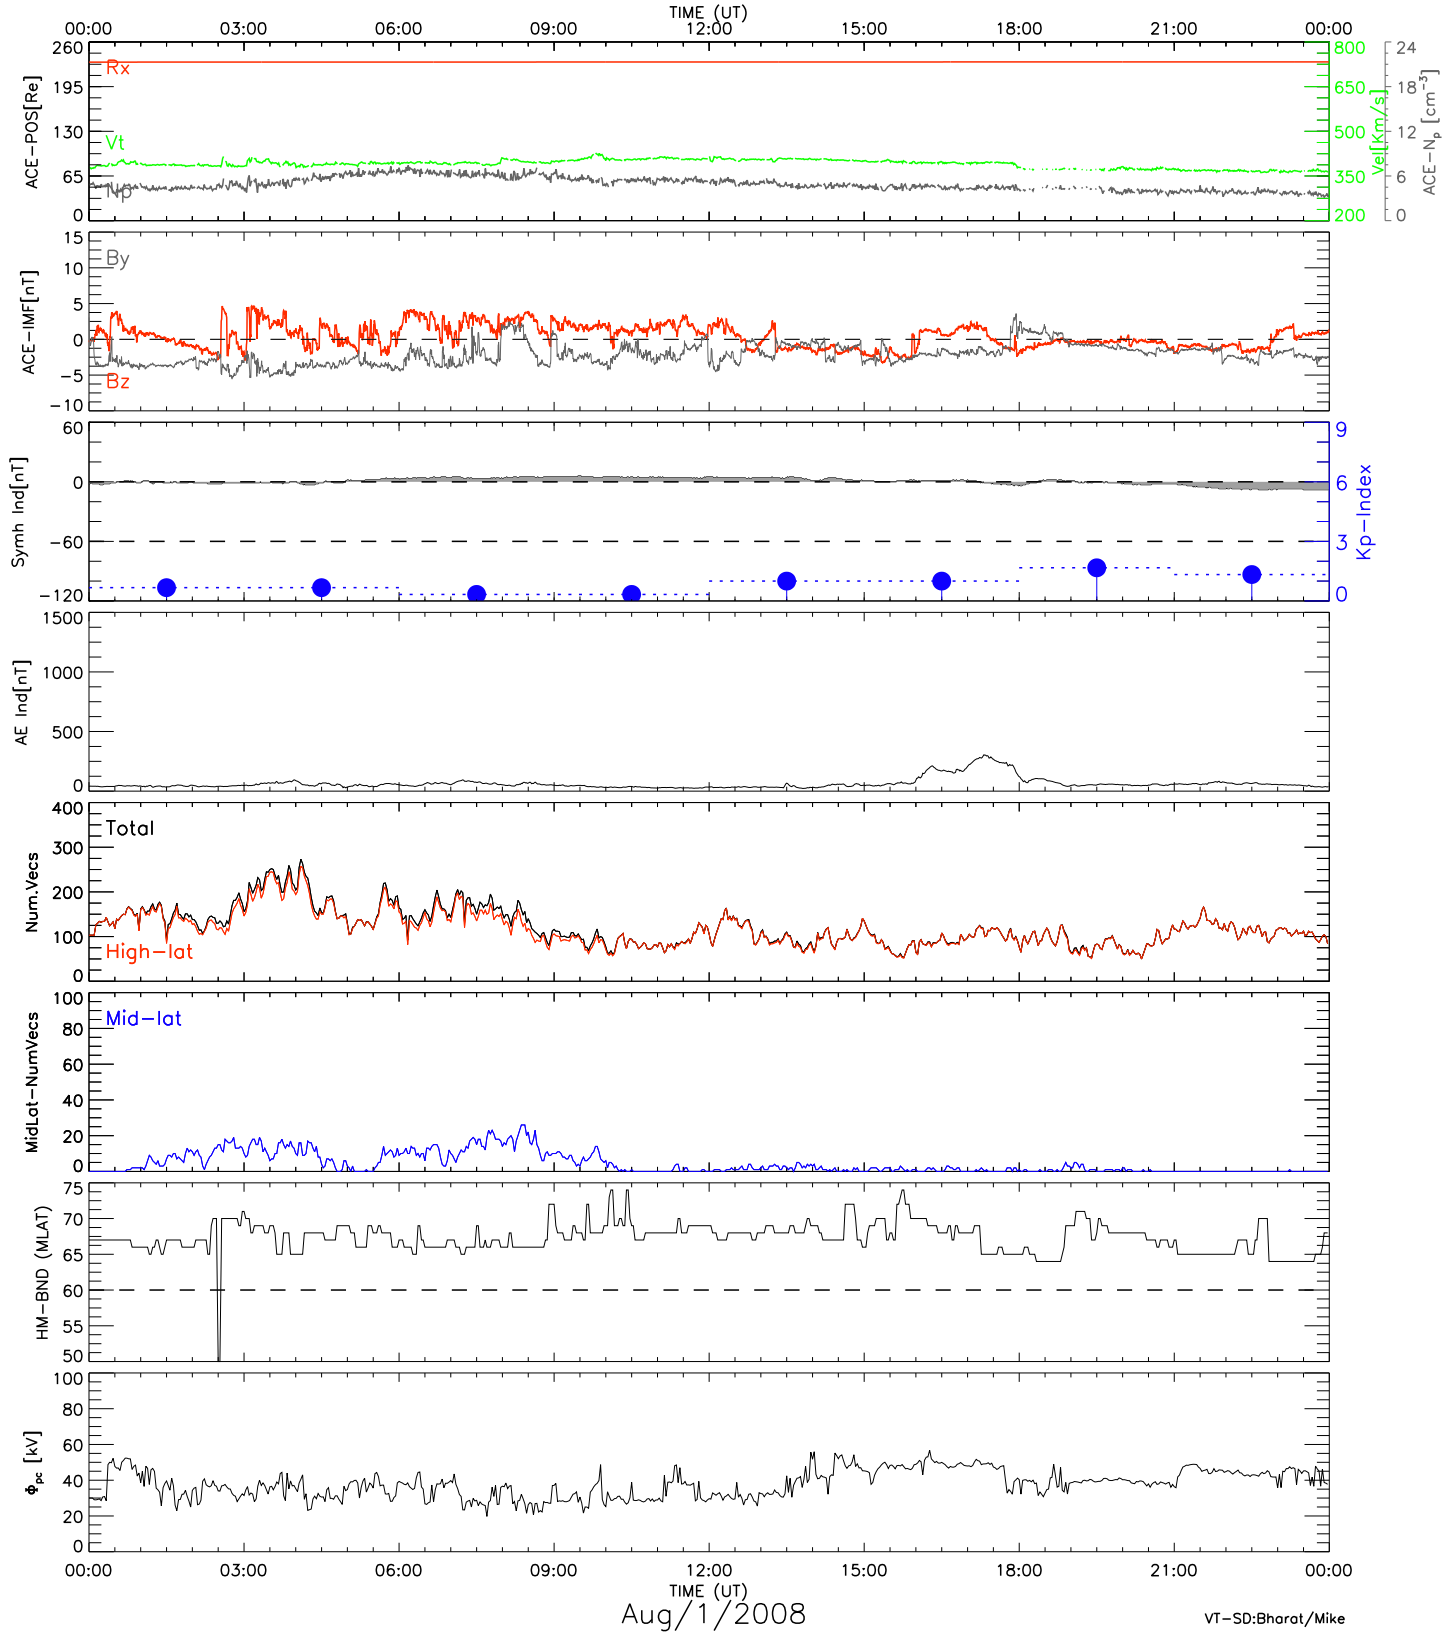 TIME (UT)
00:00 03:00 06:00 09:00 12:00 15:00 18:00 21:00 00:00
ACE-POS[Re]
260
195
130
65
0
Rx
Vt
Np
800
650
500
350
200
Vel[Km/s]
24
18
12
6
0
ACE-Np [cm-3]
ACE-IMF[nT]
15
10
5
0
-5
-10
By
Bz
Symh Ind[nT]
60
0
-60
-120
9
6
3
0
Kp-Index
AE Ind[nT]
1500
1000
500
0
Num.Vecs
400
300
200
100
0
Total
High-lat
MidLat-NumVecs
100
80
60
40
20
0
Mid-lat
HM-BND (MLAT)
75
70
65
60
55
50
Φpc [kV]
100
80
60
40
20
0
00:00 03:00 06:00 09:00 12:00 15:00 18:00 21:00 00:00
TIME (UT)
Aug/1/2008
VT-SD:Bharat/Mike